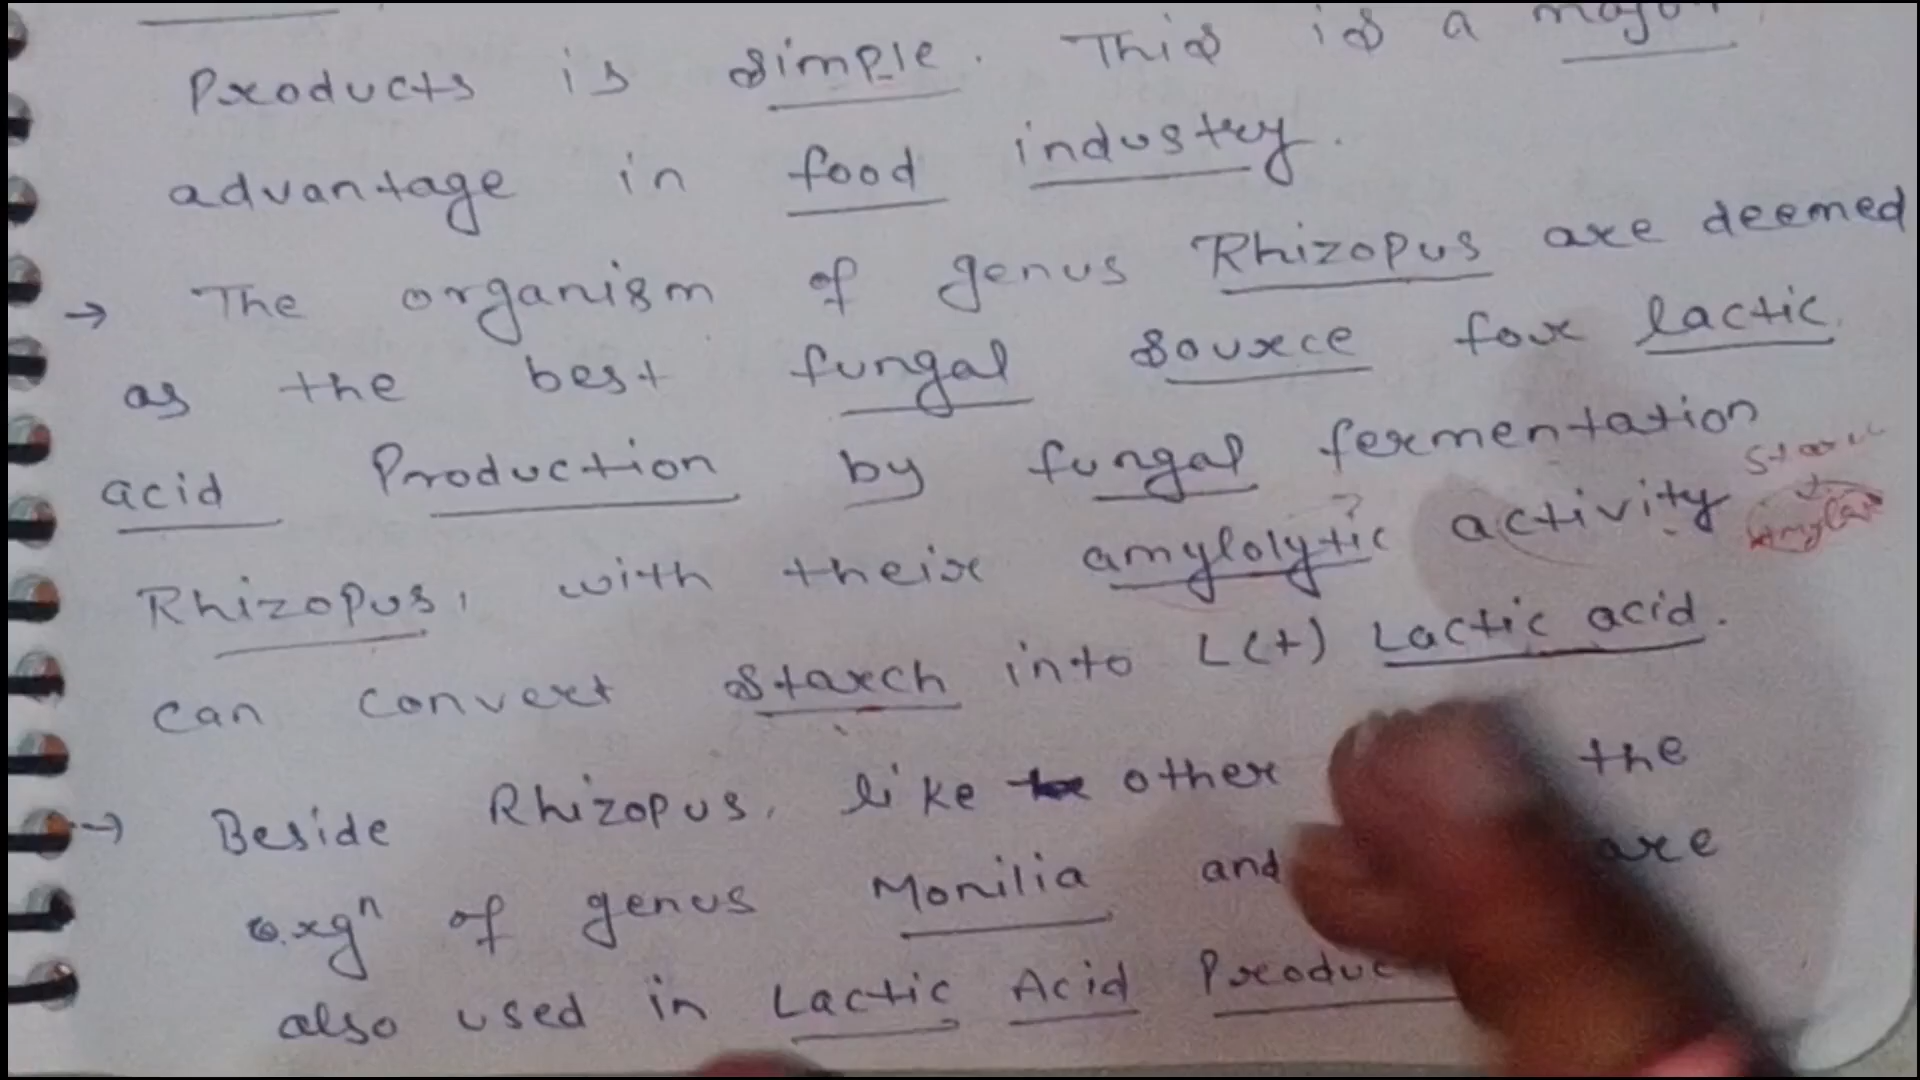 Products is simple. This is a major
advantage in food industry.
→ The organism of genus Rhizopus are deemed
as the best fungal source for lactic
acid Production by fungal fermentation
Rhizopus, with their amylolytic activity
can convert starch into L(+) Lactic acid.
→ Beside Rhizopus, like other the
orgn of genus Monilia and are
also used in Lactic Acid